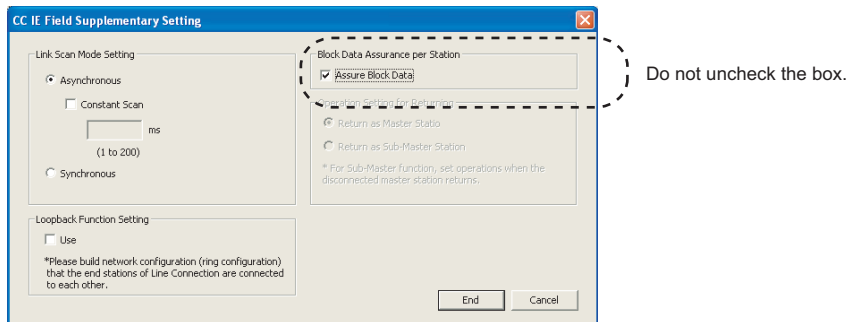 CC IE Field Supplementary Setting
Link Scan Mode Setting
Asynchronous
Constant Scan
ms
(1 to 200)
Synchronous
Block Data Assurance per Station
Assure Block Data
Do not uncheck the box.
Operation Setting for Returning
Return as Master Statio
Return as Sub-Master Station
* For Sub-Master function, set operations when the
disconnected master station returns.
Loopback Function Setting
Use
*Please build network configuration (ring configuration)
that the end stations of Line Connection are connected
to each other.
End
Cancel